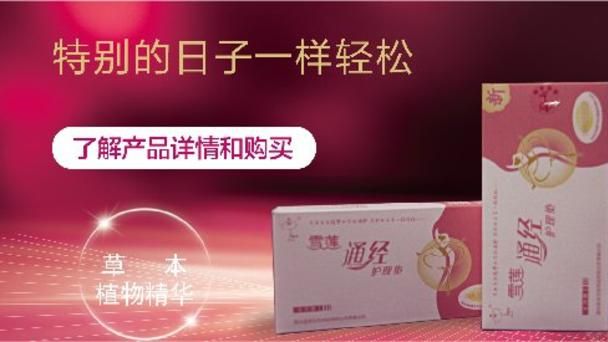 特别的日子一样轻松
了解产品详情和购买
草本
植物精华
雪莲
通经
护理垫
新
雪莲
通经
护理垫